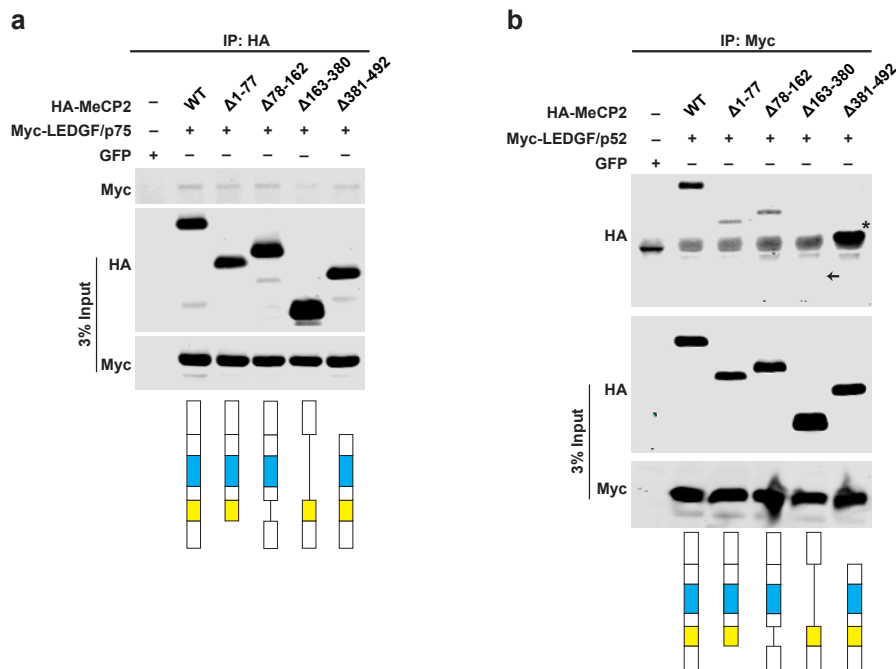 a
IP: HA
HA-MeCP2 – WT Δ1-77 Δ78-162 Δ163-380 Δ381-492
Myc-LEDGF/p75 – + + + + +
GFP + – – – – –
Myc
HA
3% Input
Myc
b
IP: Myc
HA-MeCP2 – WT Δ1-77 Δ78-162 Δ163-380 Δ381-492
Myc-LEDGF/p52 – + + + + +
GFP + – – – – –
HA
*
HA
3% Input
Myc